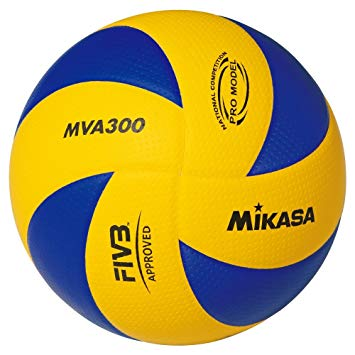 NATIONAL COMPETITION
PRO MODEL
MVA300
MIKASA
FIVB
APPROVED